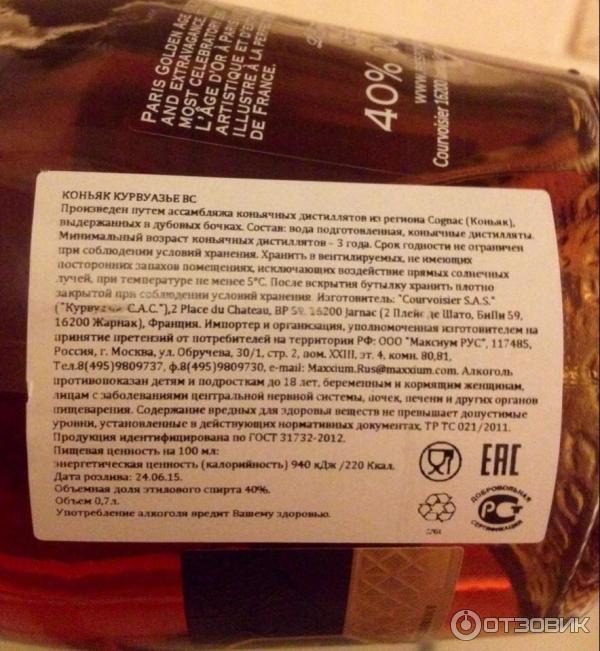 PARIS GOLDEN AGE
AND EXTRAVAGANCE
MOST CELEBRATORY
L'ÂGE D'OR À PARIS
ARTISTIQUE ET D'E
ILLUSTRE À LA PERFE
DE FRANCE.
40%
Courvoisier 16200
КОНЬЯК КУРВУАЗЬЕ ВС
Произведен путем ассамбляжа коньячных дистиллятов из региона Cognac (Коньяк),
выдержанных в дубовых бочках. Состав: вода подготовленная, коньячные дистилляты.
Минимальный возраст коньячных дистиллятов – 3 года. Срок годности не ограничен
при соблюдении условий хранения. Хранить в вентилируемых, не имеющих
посторонних запахов помещениях, исключающих воздействие прямых солнечных
лучей, при температуре не менее 5°С. После вскрытия бутылку хранить плотно
закрытой при соблюдении условий хранения. Изготовитель: "Courvoisier S.A.S."
("Курвуазье С.А.С."),2 Place du Chateau, BP 59, 16200 Jarnac (2 Плейс де Шато, БиПи 59,
16200 Жарнак), Франция. Импортер и организация, уполномоченная изготовителем на
принятие претензий от потребителей на территории РФ: ООО "Максиум РУС", 117485,
Россия, г. Москва, ул. Обручева, 30/1, стр. 2, пом. XXIII, эт. 4, комн. 80,81,
Тел.8(495)9809737, ф.8(495)9809730, e-mail: Maxxium.Rus@maxxium.com. Алкоголь
противопоказан детям и подросткам до 18 лет, беременным и кормящим женщинам,
лицам с заболеваниями центральной нервной системы, почек, печени и других органов
пищеварения. Содержание вредных для здоровья веществ не превышает допустимые
уровни, установленные в действующих нормативных документах, ТР ТС 021/2011.
Продукция идентифицирована по ГОСТ 31732-2012.
Пищевая ценность на 100 мл:
энергетическая ценность (калорийность) 940 кДж /220 Ккал.
Дата розлива: 24.06.15.
Объемная доля этилового спирта 40%.
Объем 0,7л.
Употребление алкоголя вредит Вашему здоровью.
EAC
ДОБРОВОЛЬНАЯ
СЕРТИФИКАЦИЯ
ОТЗОВИК